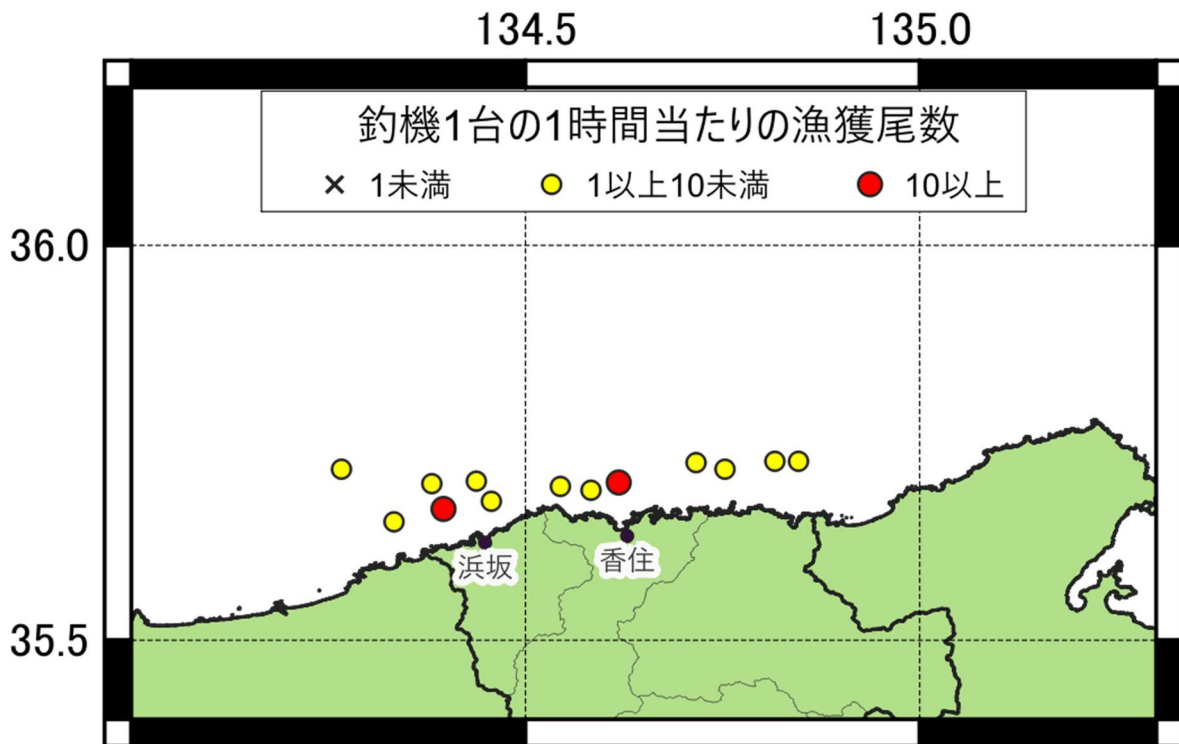 134.5 135.0
釣機1台の1時間当たりの漁獲尾数
× 1未満 1以上10未満 10以上
36.0
浜坂 香住
35.5